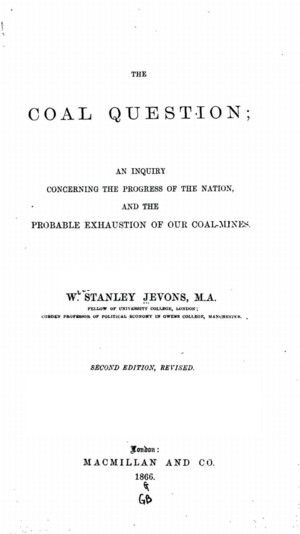 THE
COAL QUESTION;
AN INQUIRY
CONCERNING THE PROGRESS OF THE NATION,
AND THE
PROBABLE EXHAUSTION OF OUR COAL-MINES.
W. STANLEY JEVONS, M.A.
FELLOW OF UNIVERSITY COLLEGE, LONDON;
COBDEN PROFESSOR OF POLITICAL ECONOMY IN OWENS COLLEGE, MANCHESTER.
SECOND EDITION, REVISED.
London:
MACMILLAN AND CO.
1866.
GB